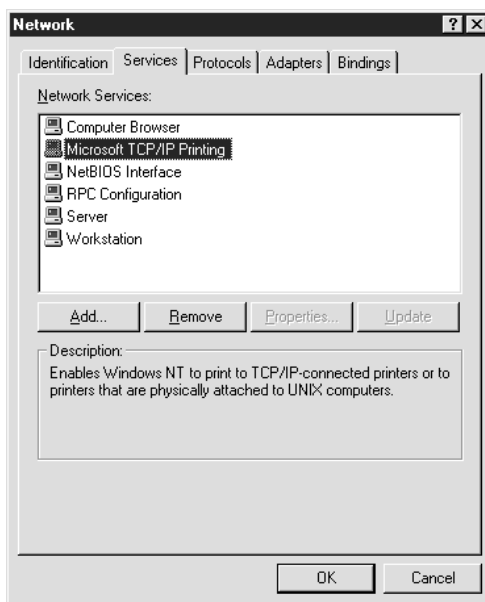 Network
Identification Services Protocols Adapters Bindings
Network Services:
Computer Browser
Microsoft TCP/IP Printing
NetBIOS Interface
RPC Configuration
Server
Workstation
Add... Remove Properties... Update
Description:
Enables Windows NT to print to TCP/IP-connected printers or to
printers that are physically attached to UNIX computers.
OK Cancel